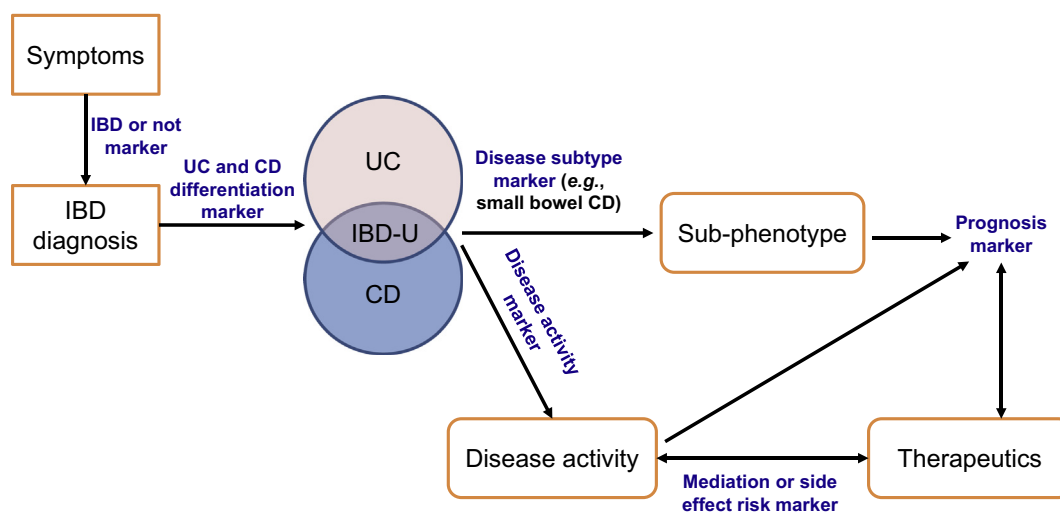 Symptoms
IBD or not
marker
IBD
diagnosis
UC and CD
differentiation
marker
UC
IBD-U
CD
Disease subtype
marker (e.g.,
small bowel CD)
Sub-phenotype
Prognosis
marker
Disease activity
marker
Disease activity
Mediation or side
effect risk marker
Therapeutics